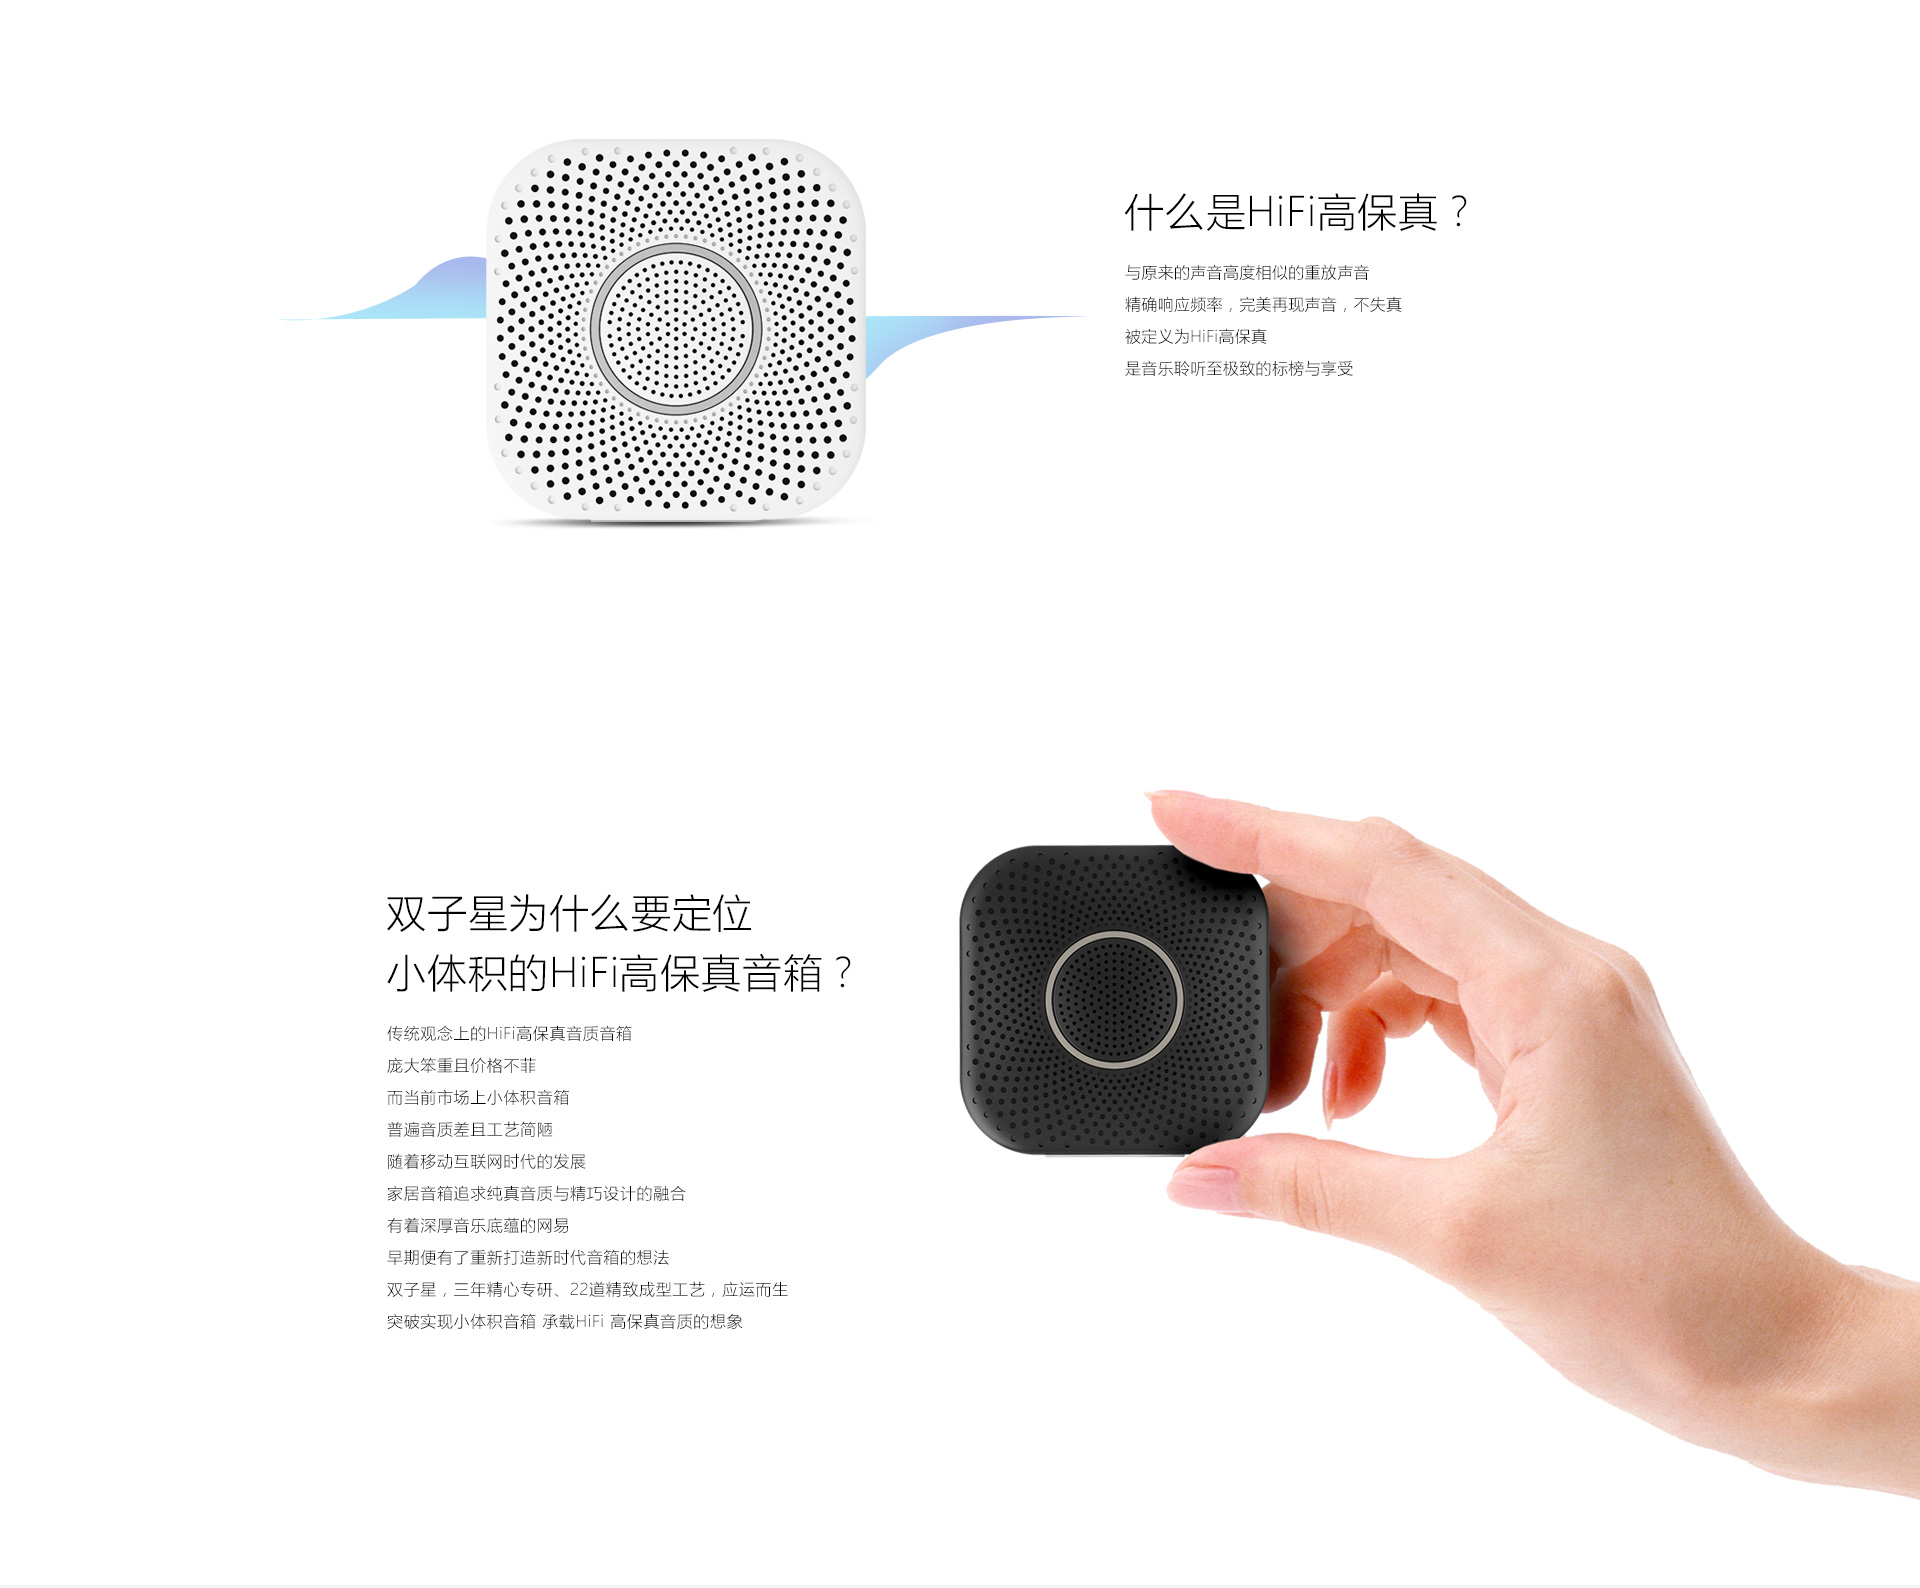 什么是HiFi高保真？
与原来的声音高度相似的重放声音
精确响应频率，完美再现声音，不失真
被定义为HiFi高保真
是音乐聆听至极致的标榜与享受
双子星为什么要定位
小体积的HiFi高保真音箱？
传统观念上的HiFi高保真音质音箱
庞大笨重且价格不菲
而当前市场上小体积音箱
普遍音质差且工艺简陋
随着移动互联网时代的发展
家居音箱追求纯真音质与精巧设计的融合
有着深厚音乐底蕴的网易
早期便有了重新打造新时代音箱的想法
双子星，三年精心专研、22道精致成型工艺，应运而生
突破实现小体积音箱 承载HiFi 高保真音质的想象